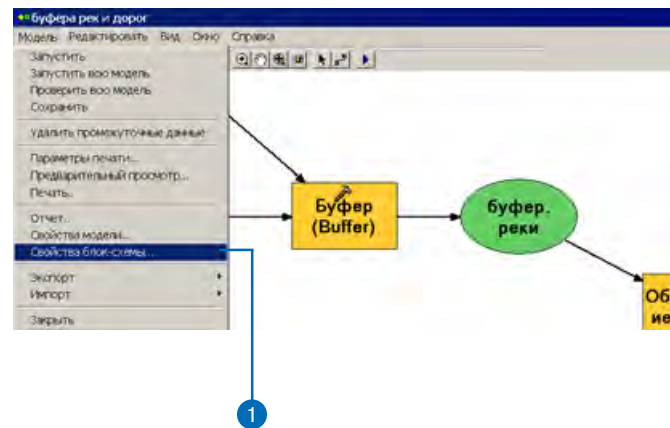 Буфера рек и дорог
Модель Редактировать Вид Окно Справка
Запустить
Запустить всю модель
Проверить всю модель
Сохранить
Удалить промежуточные данные
Параметры печати...
Предварительный просмотр...
Печать...
Отчет...
Свойства модели...
Свойства блок-схемы...
Экспорт
Импорт
Закрыть
Буфер
(Buffer)
буфер.
реки
Об
ие
1